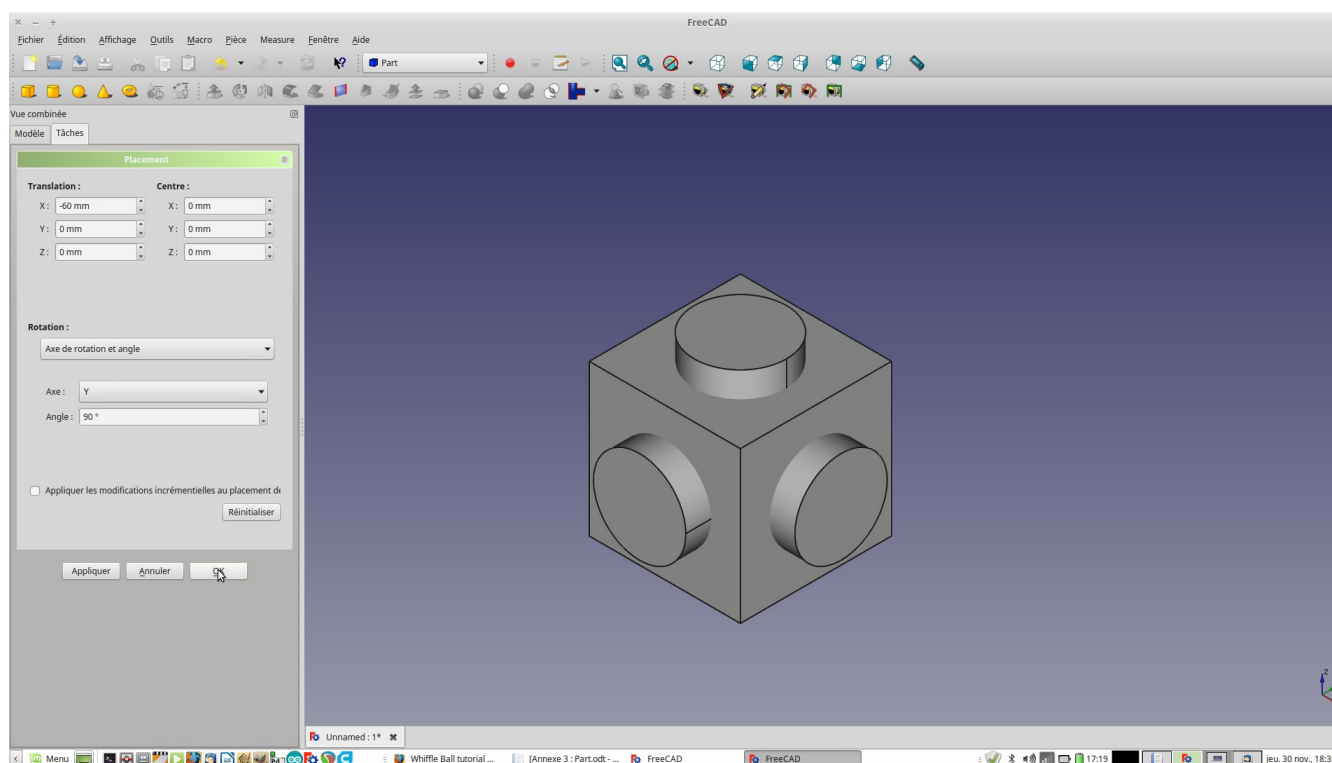 FreeCAD
Fichier Édition Affichage Outils Macro Pièce Measure Fenêtre Aide
Part
Vue combinée
Modèle Tâches
Placement
Translation : Centre :
X : -60 mm X : 0 mm
Y : 0 mm Y : 0 mm
Z : 0 mm Z : 0 mm
Rotation :
Axe de rotation et angle
Axe : Y
Angle : 90 °
Appliquer les modifications incrémentielles au placement de
Réinitialiser
Appliquer Annuler OK
Z
Unnamed : 1*
Menu Whiffle Ball tutorial ... [Annexe 3 : Part.odt - ... FreeCAD FreeCAD 17:19 jeu. 30 nov., 18:3